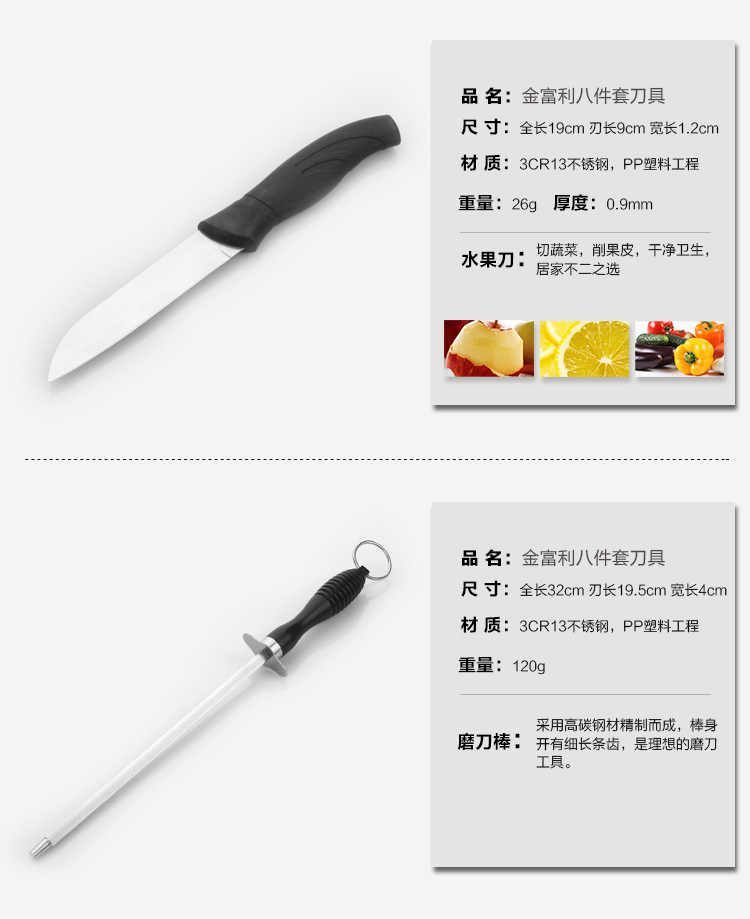 品 名：金富利八件套刀具
尺 寸：全长19cm 刃长9cm 宽长1.2cm
材 质：3CR13不锈钢，PP塑料工程
重量：26g 厚度：0.9mm
水果刀：切蔬菜，削果皮，干净卫生，
居家不二之选
品 名：金富利八件套刀具
尺 寸：全长32cm 刃长19.5cm 宽长4cm
材 质：3CR13不锈钢，PP塑料工程
重量：120g
磨刀棒：采用高碳钢材精制而成，棒身
开有细长条齿，是理想的磨刀
工具。